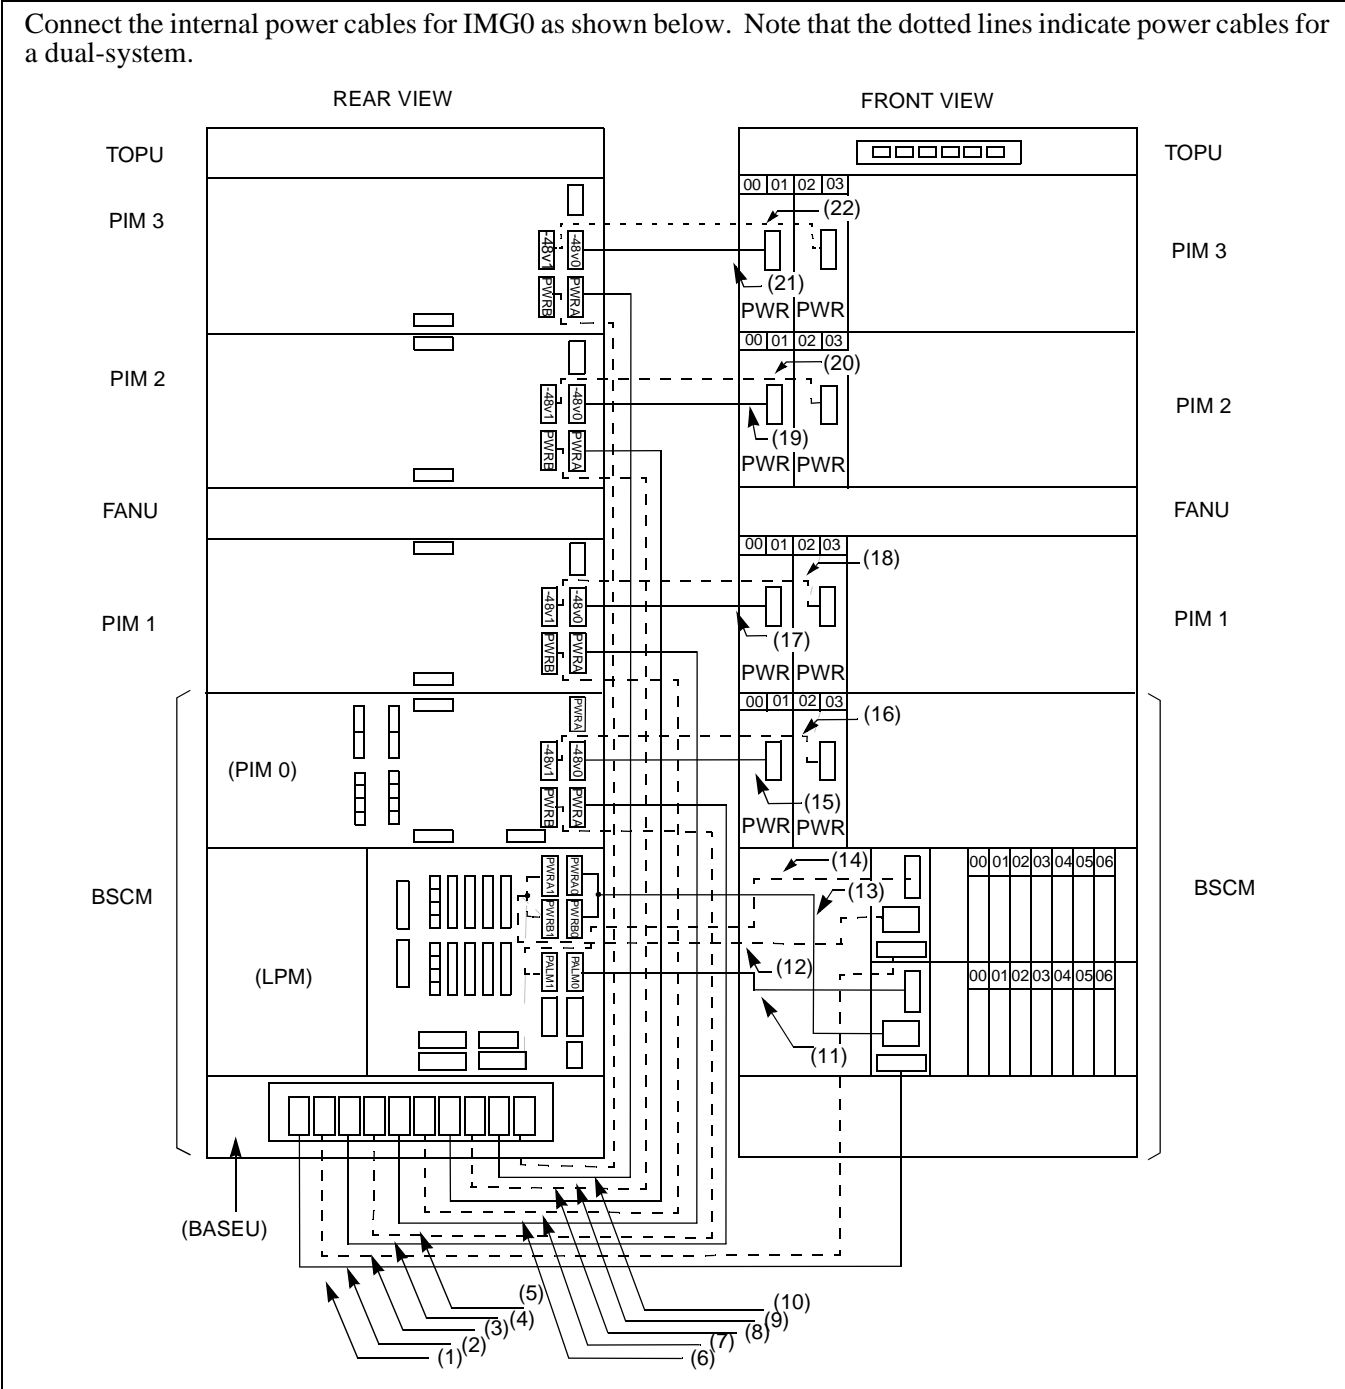 Connect the internal power cables for IMG0 as shown below. Note that the dotted lines indicate power cables for
a dual-system.
REAR VIEW
FRONT VIEW
TOPU
TOPU
00 01 02 03
PIM 3
(22)
-48v1 -48v0
PIM 3
(21)
PWRB PWRA
PWR PWR
00 01 02 03
(20)
PIM 2
-48v1 -48v0
PIM 2
(19)
PWRB PWRA
PWR PWR
FANU
FANU
00 01 02 03
(18)
-48v1 -48v0
PIM 1
PIM 1
(17)
PWRB PWRA
PWR PWR
00 01 02 03
PWRA
(16)
(PIM 0)
-48v1 -48v0
(15)
PWRB PWRA
PWR PWR
(14)
00 01 02 03 04 05 06
PWRA1 PWRA0
(13)
BSCM
BSCM
PWRB1 PWRB0
(12)
(LPM)
PALM1 PALM0
00 01 02 03 04 05 06
(11)
(BASEU)
(5)
(10)
(4)
(9)
(3)
(8)
(2)
(7)
(1)
(6)